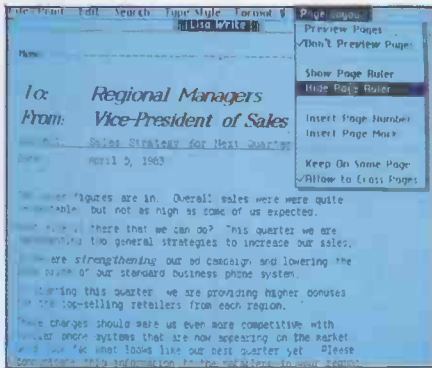 File/Print Edit Search Type Style Format Page Layout
Lisa Write
Preview Pages
✓Don't Preview Pages
Show Page Ruler
Hide Page Ruler
Insert Page Number
Insert Page Mark
Keep On Same Page
✓Allow to Cross Pages
Memo
To: Regional Managers
From: Vice-President of Sales
Sales Strategy for Next Quarter
Date: April 5, 1983
figures are in. Overall sales were were quite
but not as high as some of us expected.
there that we can do? This quarter we are
two general strategies to increase our sales.
are strengthening our ad campaign and lowering the
of our standard business phone system.
Starting this quarter, we are providing higher bonuses
for the top-selling retailers from each region.
These changes should make us even more competitive with
phone systems that are now appearing on the market
what looks like our best quarter yet. Please
communicate this information to the retailers in your region.